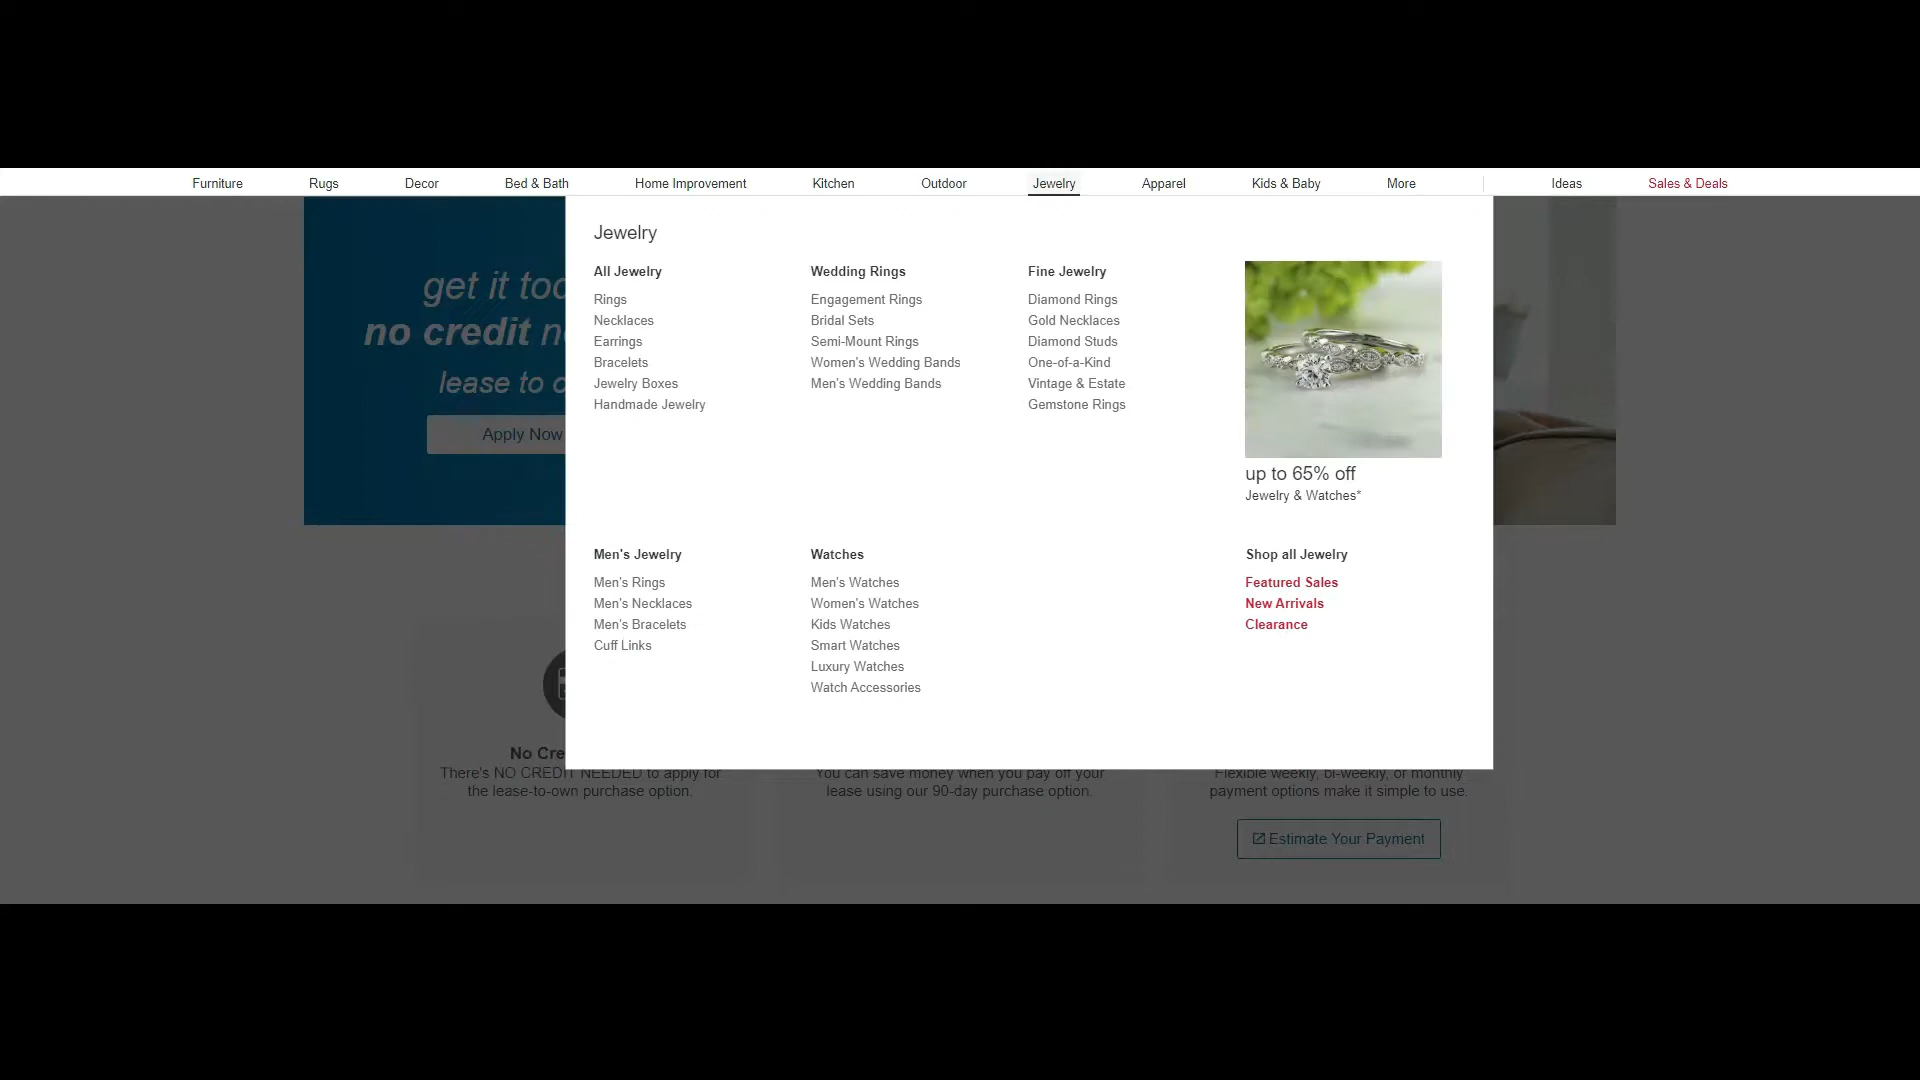 Furniture Rugs Decor Bed & Bath Home Improvement Kitchen Outdoor Jewelry Apparel Kids & Baby More Ideas Sales & Deals
get it
no credit
lease to
Apply Now
Jewelry
All Jewelry
Rings
Necklaces
Earrings
Bracelets
Jewelry Boxes
Handmade Jewelry
Wedding Rings
Engagement Rings
Bridal Sets
Semi-Mount Rings
Women's Wedding Bands
Men's Wedding Bands
Fine Jewelry
Diamond Rings
Gold Necklaces
Diamond Studs
One-of-a-Kind
Vintage & Estate
Gemstone Rings
up to 65% off
Jewelry & Watches*
Men's Jewelry
Men's Rings
Men's Necklaces
Men's Bracelets
Cuff Links
Watches
Men's Watches
Women's Watches
Kids Watches
Smart Watches
Luxury Watches
Watch Accessories
Shop all Jewelry
Featured Sales
New Arrivals
Clearance
No
There's NO CREDIT NEEDED to apply for
the lease-to-own purchase option.
You can save money when you pay off your
lease using our 90-day purchase option.
Flexible weekly, bi-weekly, or monthly
payment options make it simple to use.
Estimate Your Payment